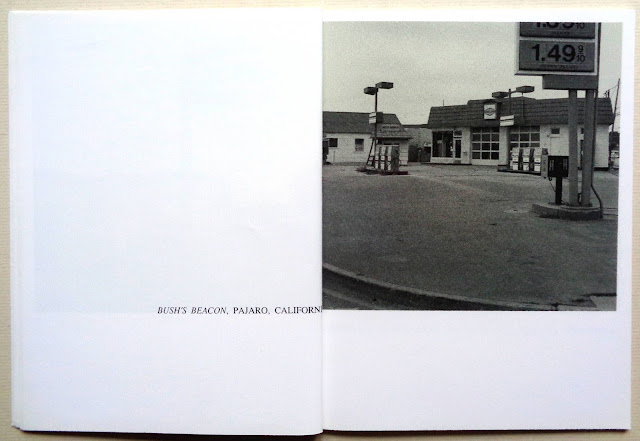 BUSH'S BEACON, PAJARO, CALIFORN
1.49 9/10